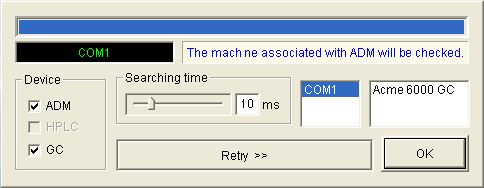 COM1
The mach ne associated with ADM will be checked.
Device
ADM
HPLC
GC
Searching time
10 ms
COM1
Acme 6000 GC
Retry >>
OK